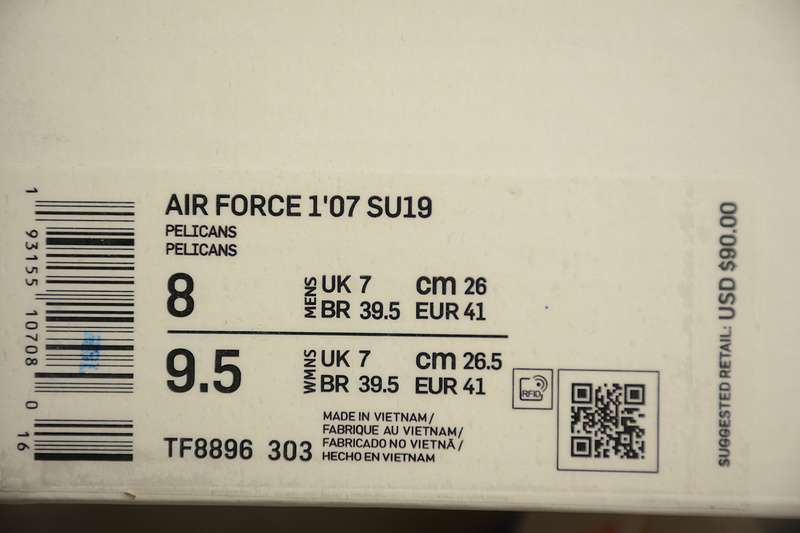 AIR FORCE 1'07 SU19
PELICANS
PELICANS
8 MENS UK 7 cm 26
BR 39.5 EUR 41
9.5 WMNS UK 7 cm 26.5
BR 39.5 EUR 41
MADE IN VIETNAM/
FABRIQUE AU VIETNAM/
FABRICADO NO VIETNÃ/
HECHO EN VIETNAM
TF8896 303
RFID
SUGGESTED RETAIL: USD $90.00
1 93155 10708 0 16